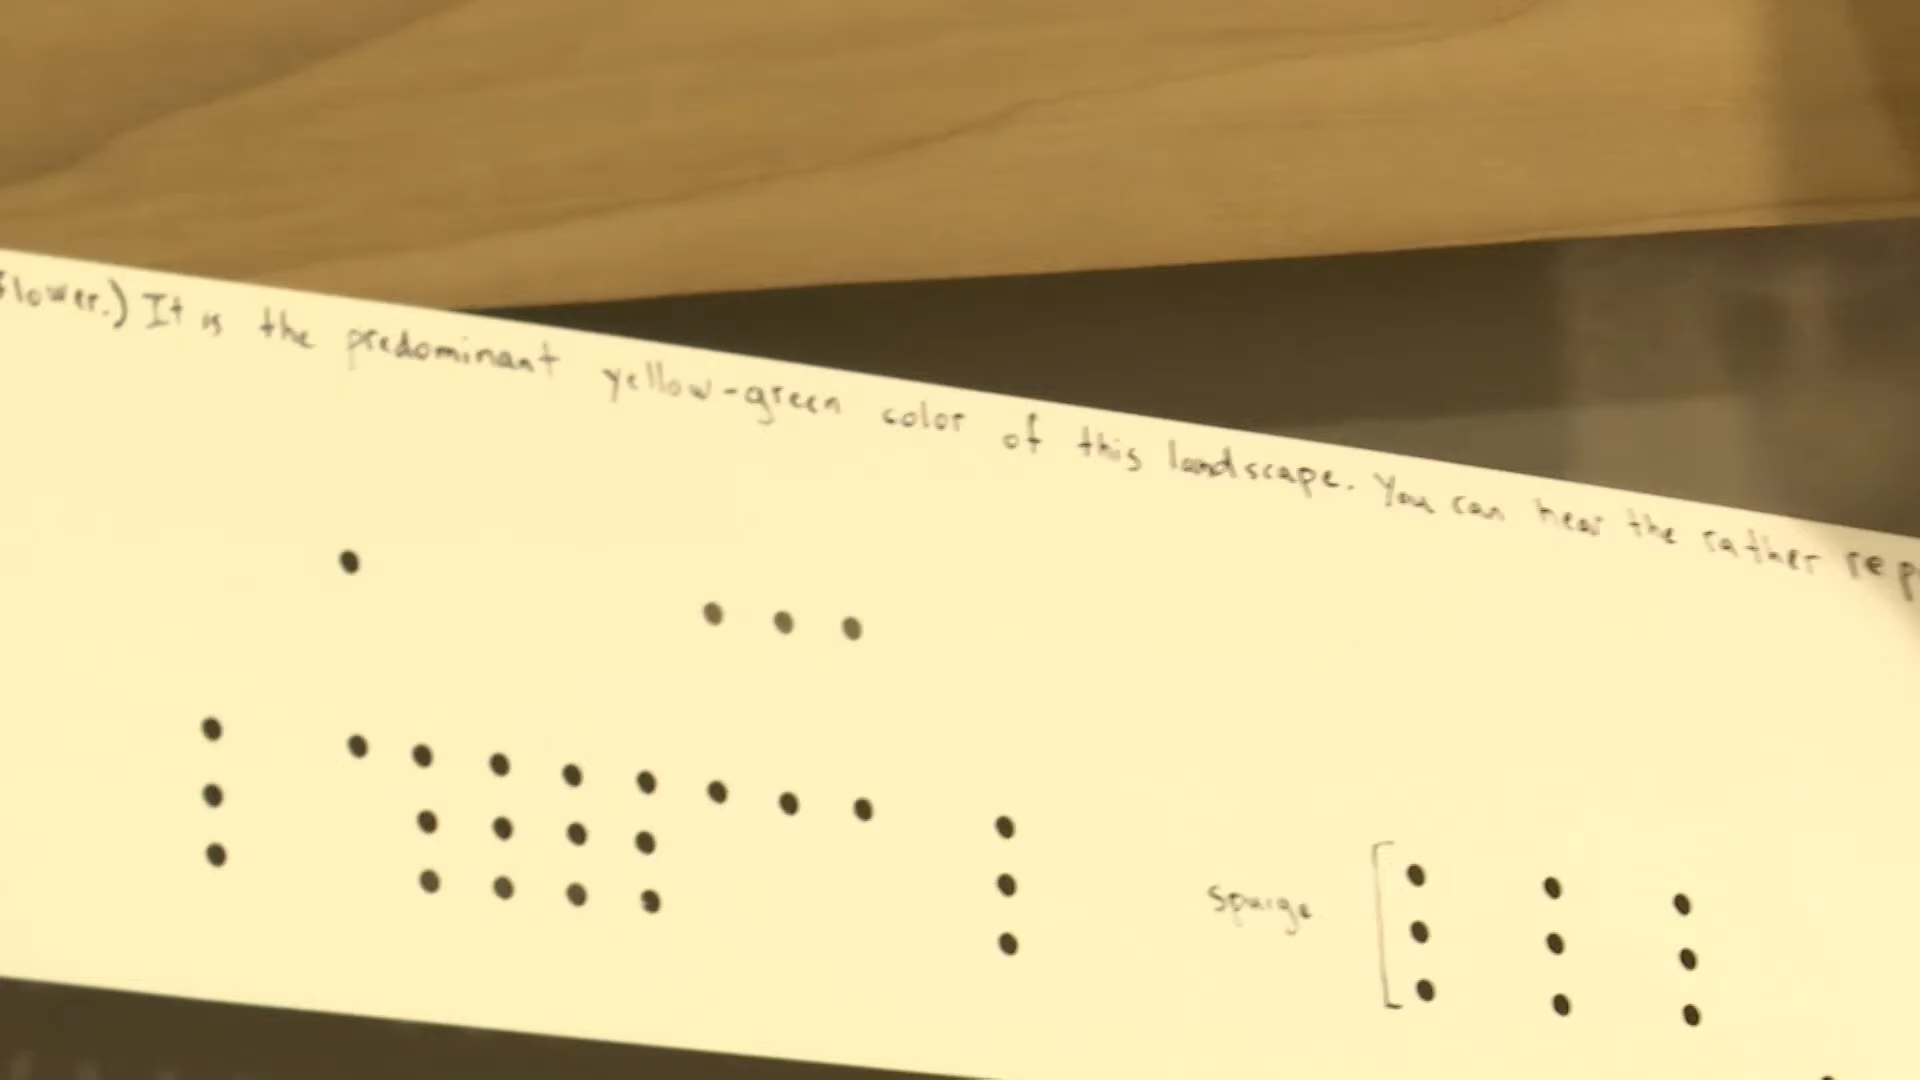 flower.) It is the predominant yellow-green color of this landscape. You can hear the rather
Spurge